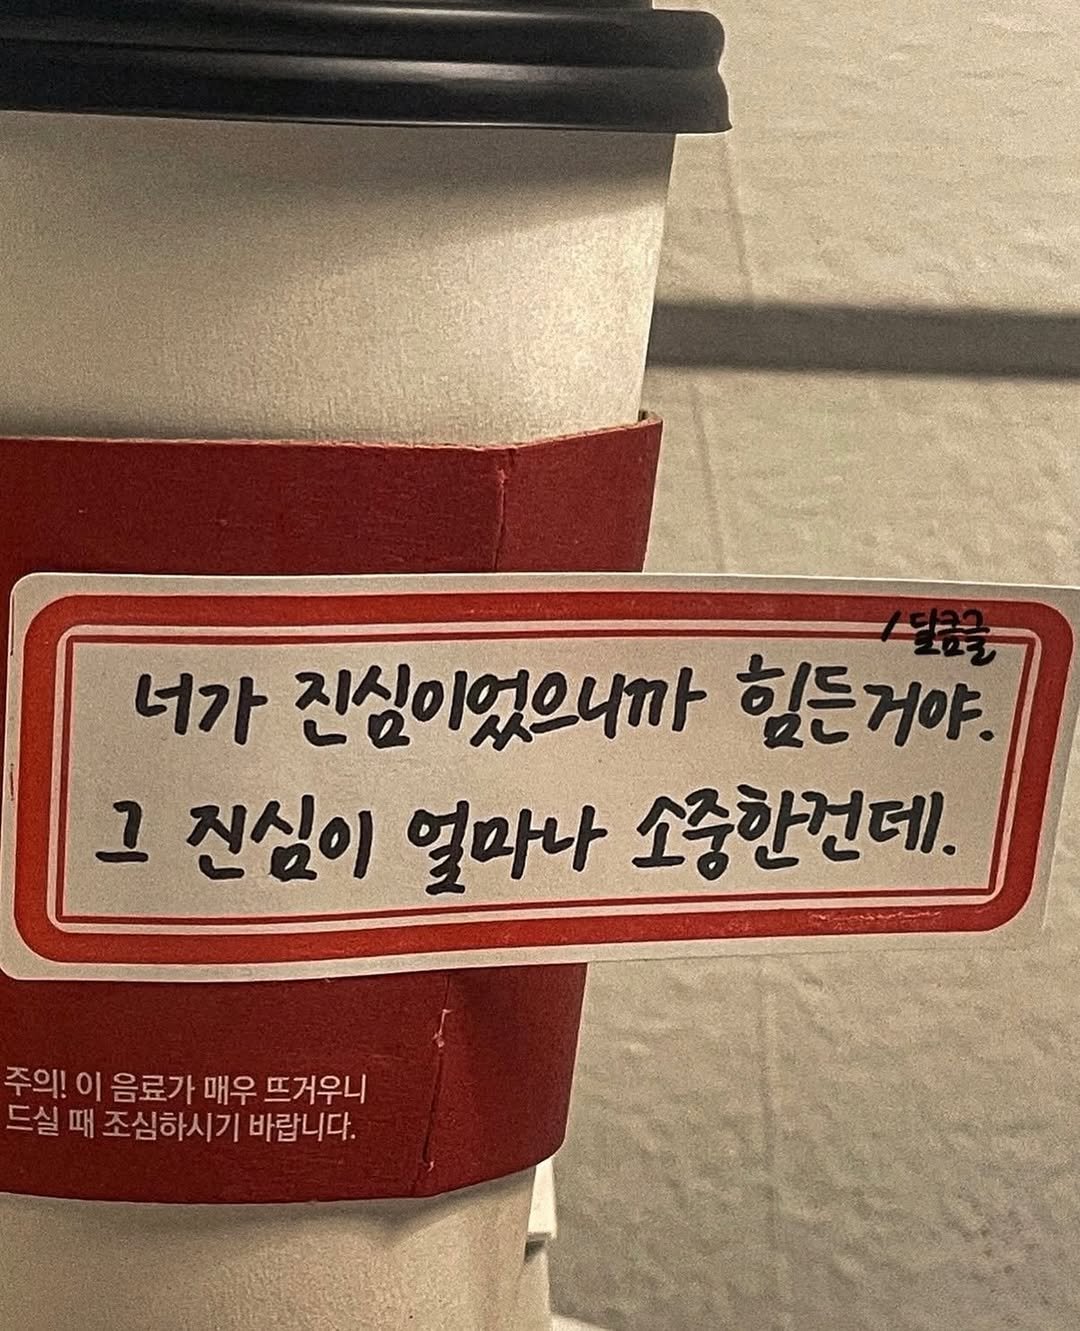 /달콤글
너가 진심이었으니까 힘든거야.
그 진심이 얼마나 소중한건데.
주의! 이 음료가 매우 뜨거우니
드실 때 조심하시기 바랍니다.